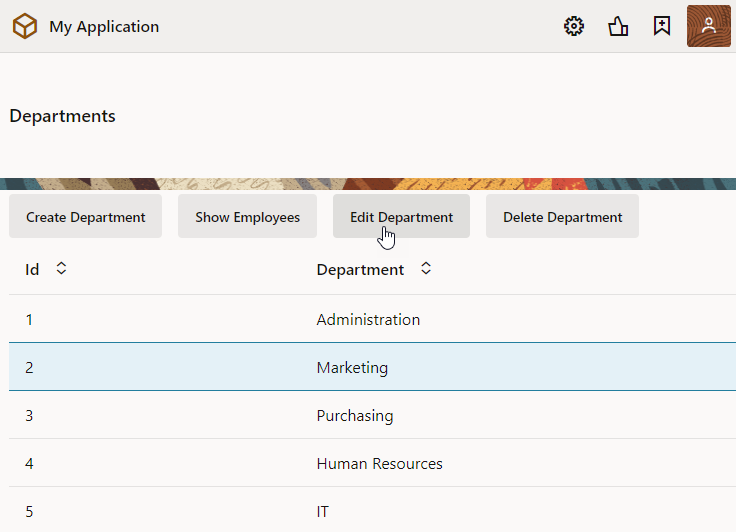 My Application
Departments
Create Department Show Employees Edit Department Delete Department
Id Department
1 Administration
2 Marketing
3 Purchasing
4 Human Resources
5 IT